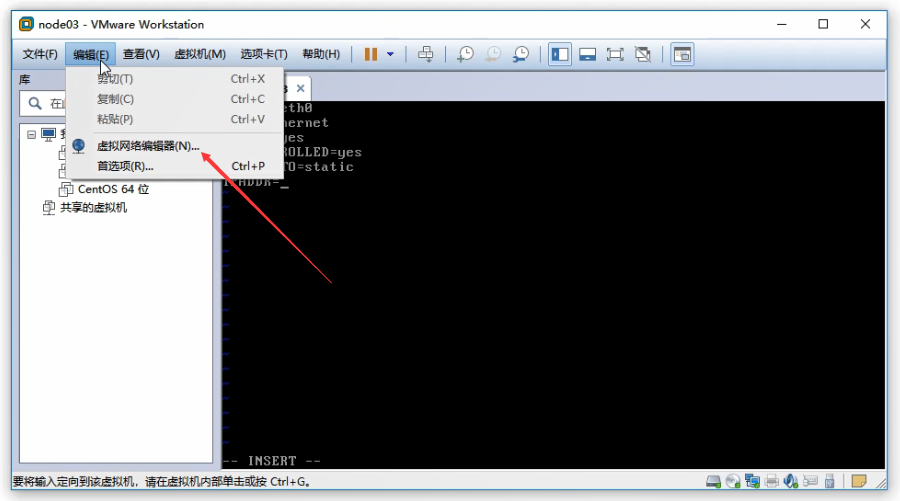 node03 - VMware Workstation
文件(F) 编辑(E) 查看(V) 虚拟机(M) 选项卡(T) 帮助(H)
库
剪切(T) Ctrl+X
复制(C) Ctrl+C
粘贴(P) Ctrl+V
虚拟网络编辑器(N)...
首选项(R)... Ctrl+P
CentOS 64 位
共享的虚拟机
eth0
ernet
yes
ROLLED=yes
TO=static
IPADDR=_
-- INSERT --
要将输入定向到该虚拟机，请在虚拟机内部单击或按 Ctrl+G。